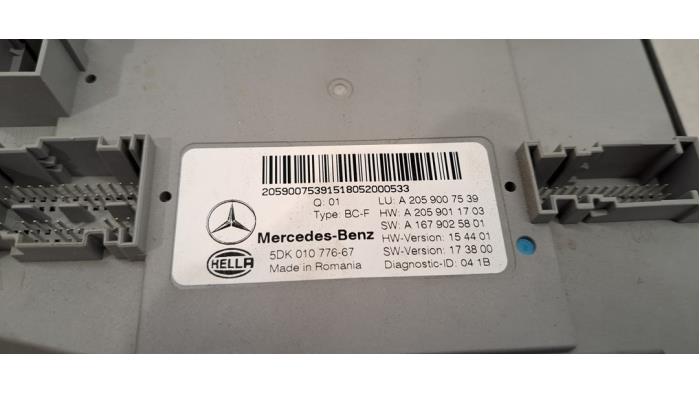 20590075391518052000533
Q: 01 LU: A 205 900 75 39
Type: BC-F HW: A 205 901 17 03
SW: A 167 902 58 01
Mercedes-Benz HW-Version: 15 44 01
HELLA 5DK 010 776-67 SW-Version: 17 38 00
Made in Romania Diagnostic-ID: 04 1B